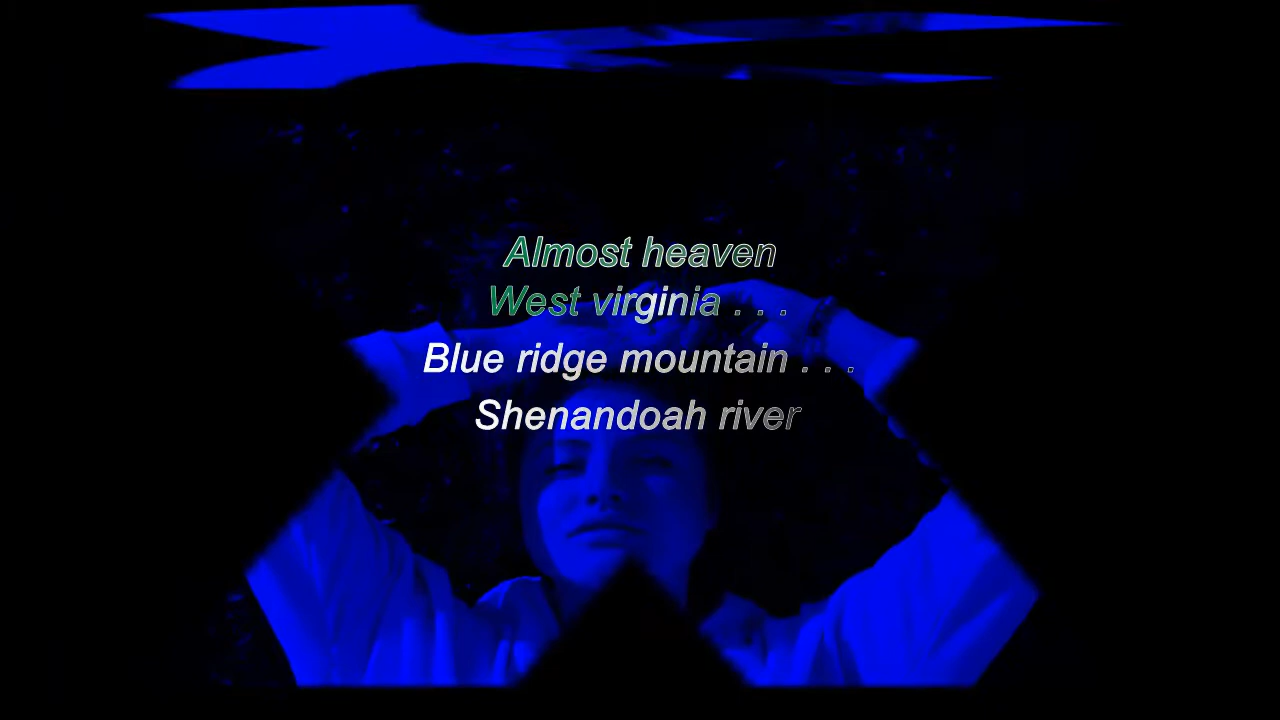 Almost heaven
West virginia . . .
Blue ridge mountain . . .
Shenandoah river